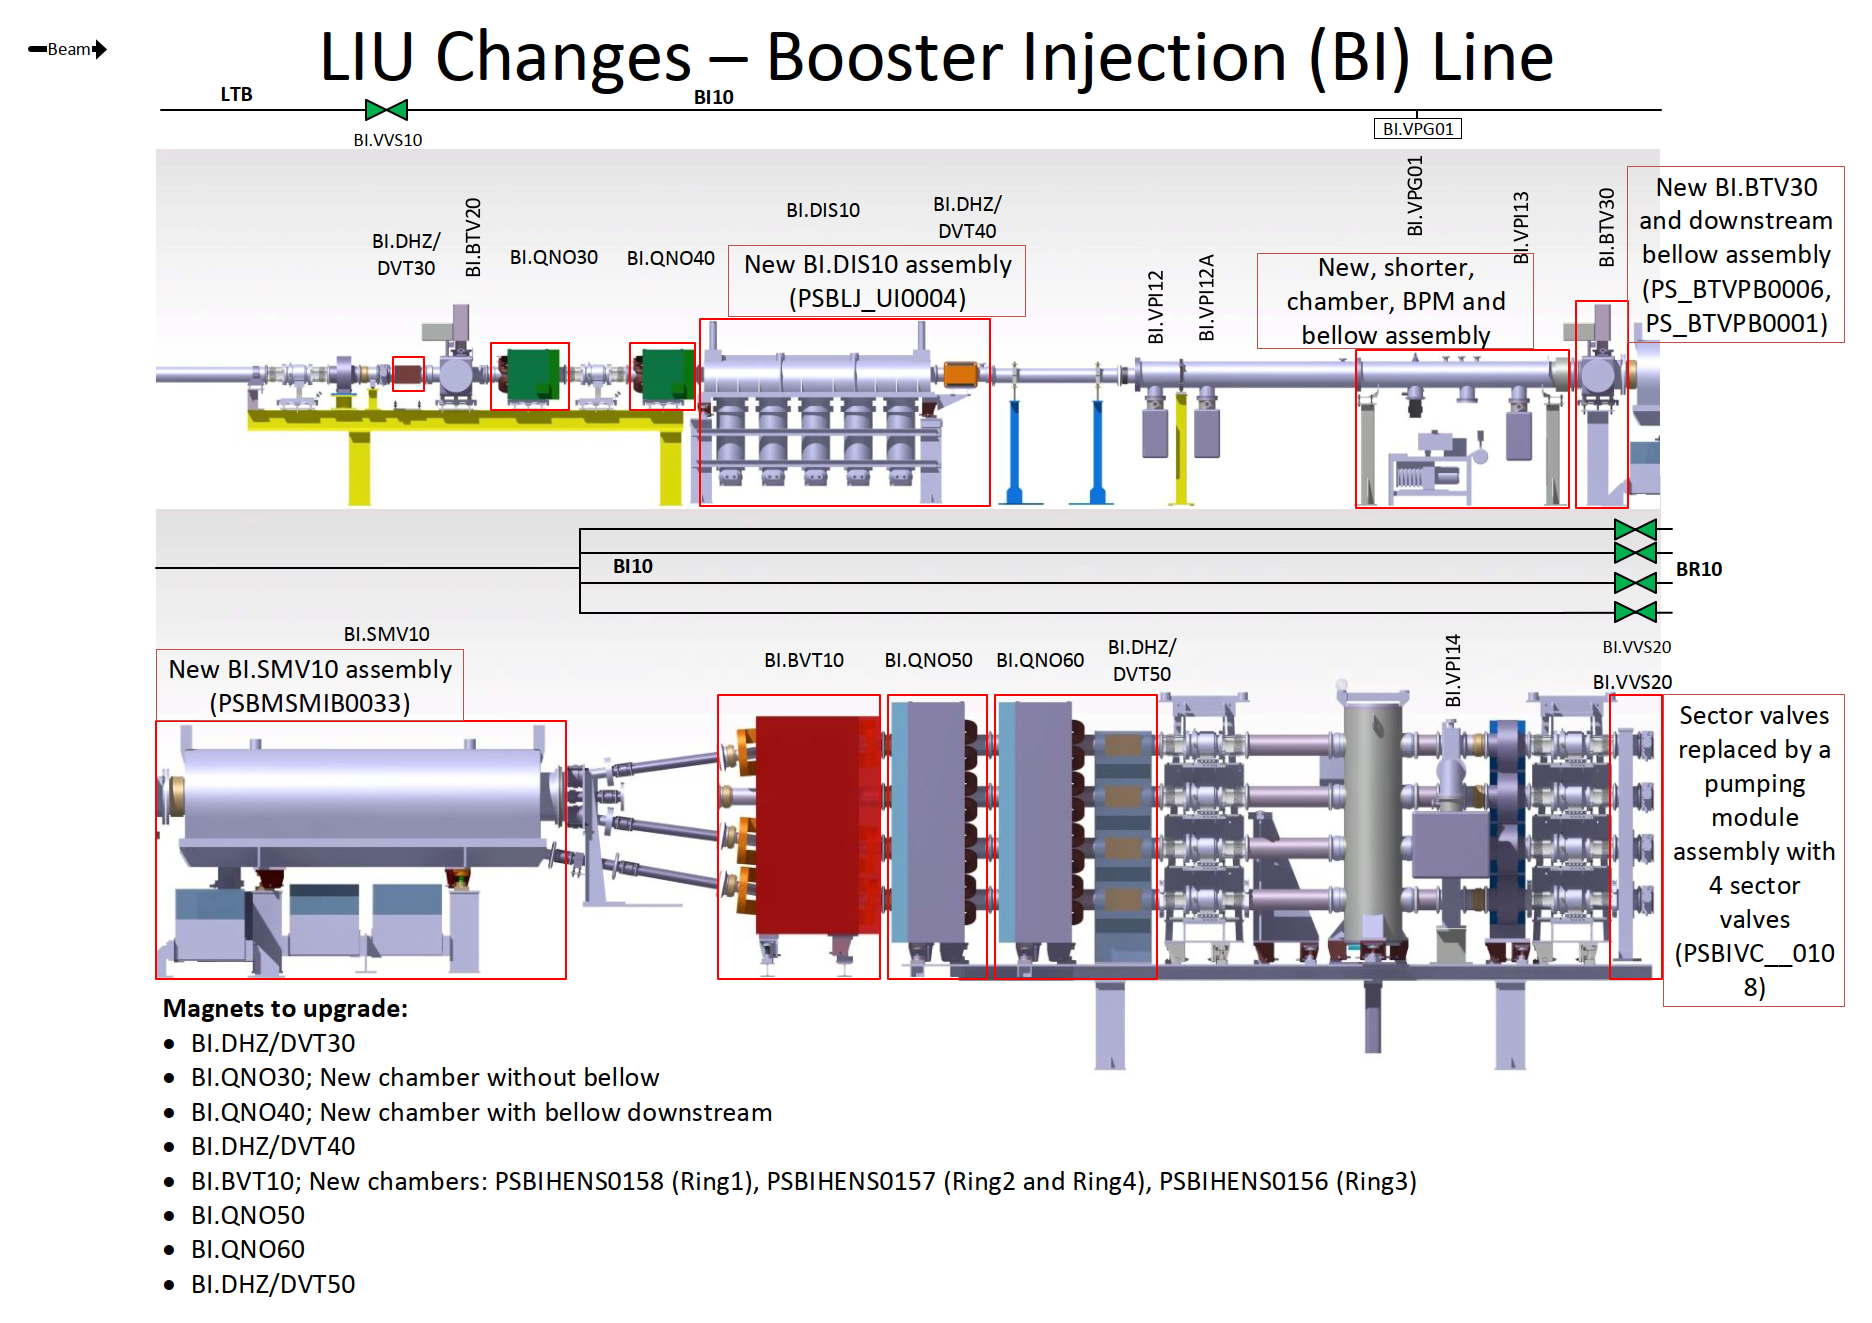 Beam
LIU Changes – Booster Injection (BI) Line
LTB
BI10
BI.VVS10
BI.VPG01
BI.DHZ/
DVT30
BI.BTV20
BI.QNO30
BI.QNO40
BI.DIS10
New BI.DIS10 assembly
(PSBLJ_UI0004)
BI.DHZ/
DVT40
BI.VPI12
BI.VPI12A
BI.VPG01
New, shorter,
chamber, BPM and
bellow assembly
BI.VPI13
BI.BTV30
New BI.BTV30
and downstream
bellow assembly
(PS_BTVPB0006,
PS_BTVPB0001)
BI10
BR10
BI.SMV10
New BI.SMV10 assembly
(PSBMSMIB0033)
BI.BVT10
BI.QNO50
BI.QNO60
BI.DHZ/
DVT50
BI.VPI14
BI.VVS20
BI.VVS20
Sector valves
replaced by a
pumping
module
assembly with
4 sector
valves
(PSBIVC__010
8)
Magnets to upgrade:
• BI.DHZ/DVT30
• BI.QNO30; New chamber without bellow
• BI.QNO40; New chamber with bellow downstream
• BI.DHZ/DVT40
• BI.BVT10; New chambers: PSBIHENS0158 (Ring1), PSBIHENS0157 (Ring2 and Ring4), PSBIHENS0156 (Ring3)
• BI.QNO50
• BI.QNO60
• BI.DHZ/DVT50